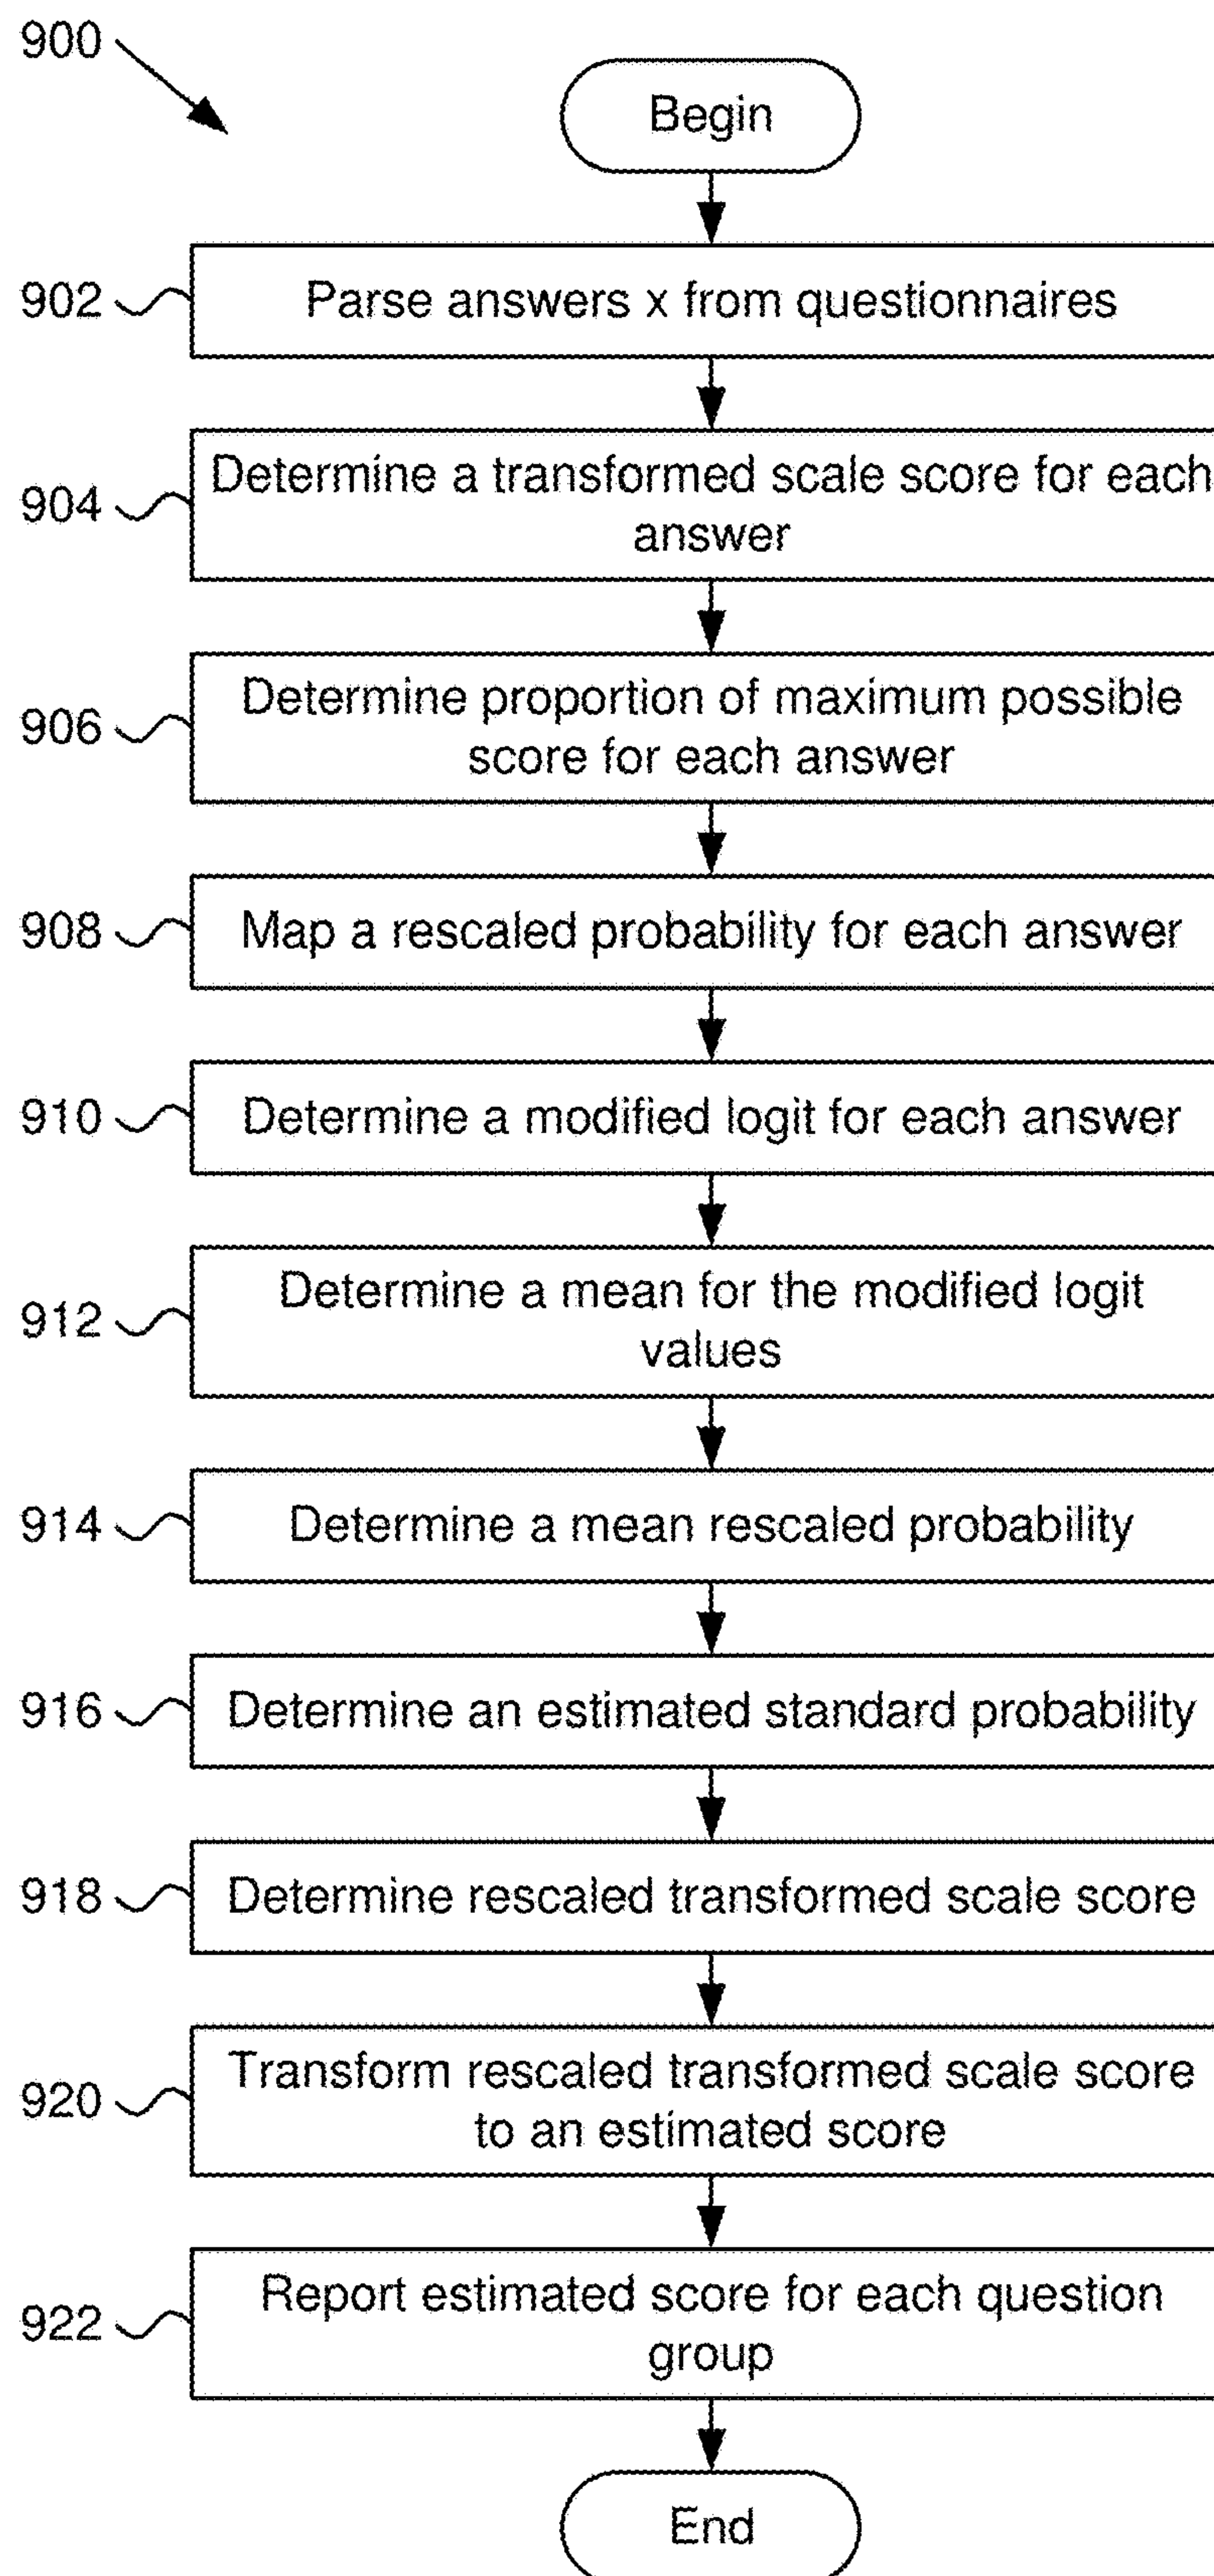 900
Begin
902
Parse answers x from questionnaires
904
Determine a transformed scale score for each
answer
906
Determine proportion of maximum possible
score for each answer
908
Map a rescaled probability for each answer
910
Determine a modified logit for each answer
912
Determine a mean for the modified logit
values
914
Determine a mean rescaled probability
916
Determine an estimated standard probability
918
Determine rescaled transformed scale score
920
Transform rescaled transformed scale score
to an estimated score
922
Report estimated score for each question
group
End